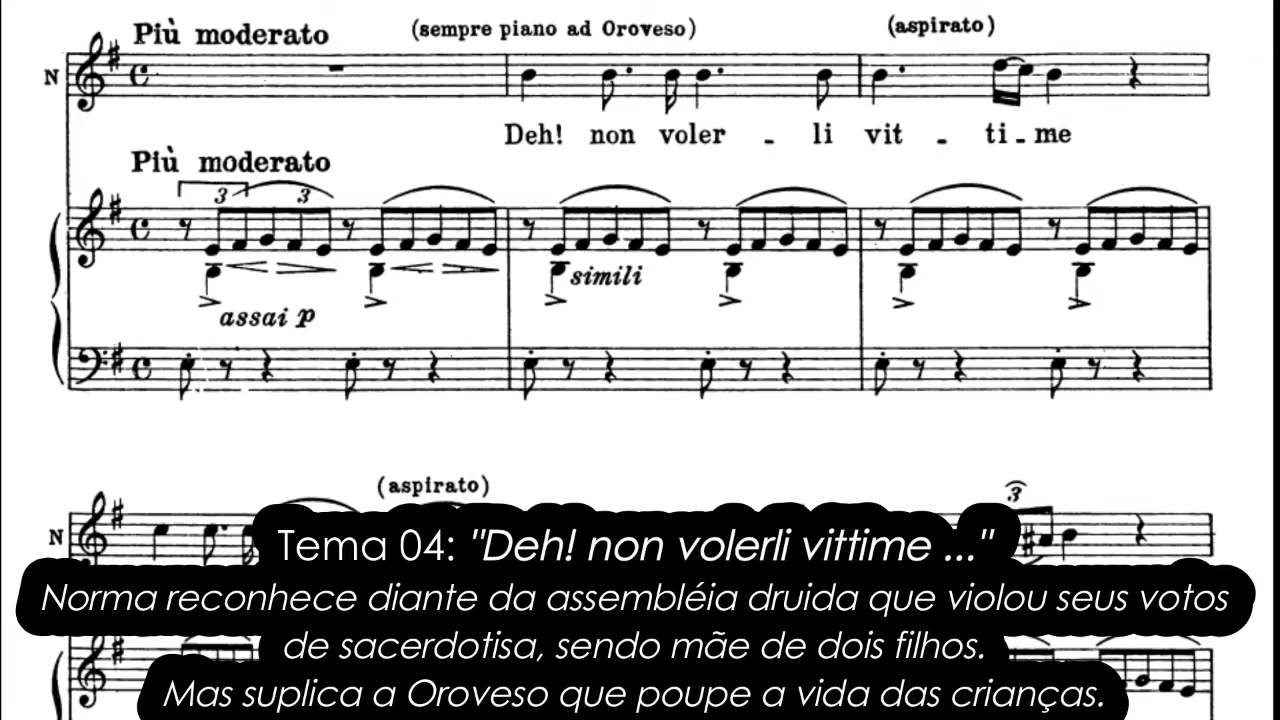 Più moderato (sempre piano ad Oroveso) (aspirato)
N
Deh! non voler - li vit - ti - me
Più moderato
3 3
simili
assai p
(aspirato)
3
N
Tema 04: "Deh! non volerli vittime ..."
Norma reconhece diante da assembléia druida que violou seus votos
de sacerdotisa, sendo mãe de dois filhos.
Mas suplica a Oroveso que poupe a vida das crianças.